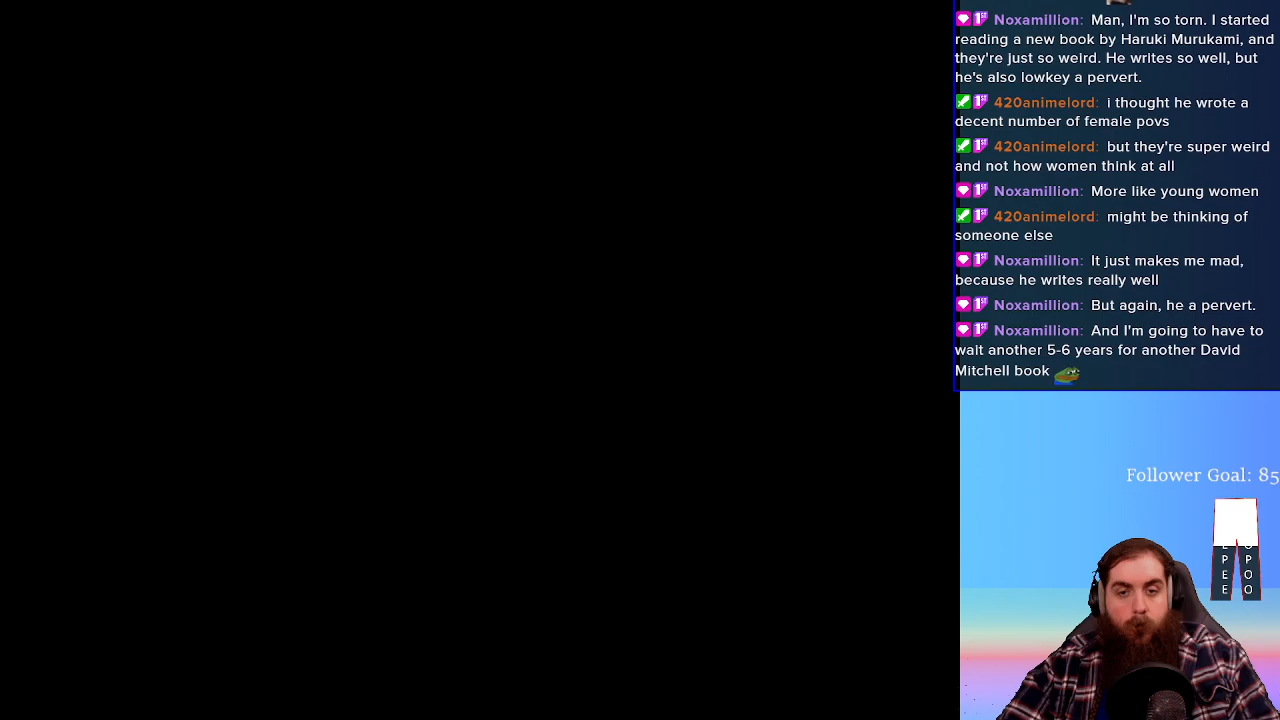 Noxamillion: Man, I'm so torn. I started
reading a new book by Haruki Murukami, and
they're just so weird. He writes so well, but
he's also lowkey a pervert.
420animelord: i thought he wrote a
decent number of female povs
420animelord: but they're super weird
and not how women think at all
Noxamillion: More like young women
420animelord: might be thinking of
someone else
Noxamillion: It just makes me mad,
because he writes really well
Noxamillion: But again, he a pervert.
Noxamillion: And I'm going to have to
wait another 5-6 years for another David
Mitchell book
Follower Goal: 85
P P
E O
E O